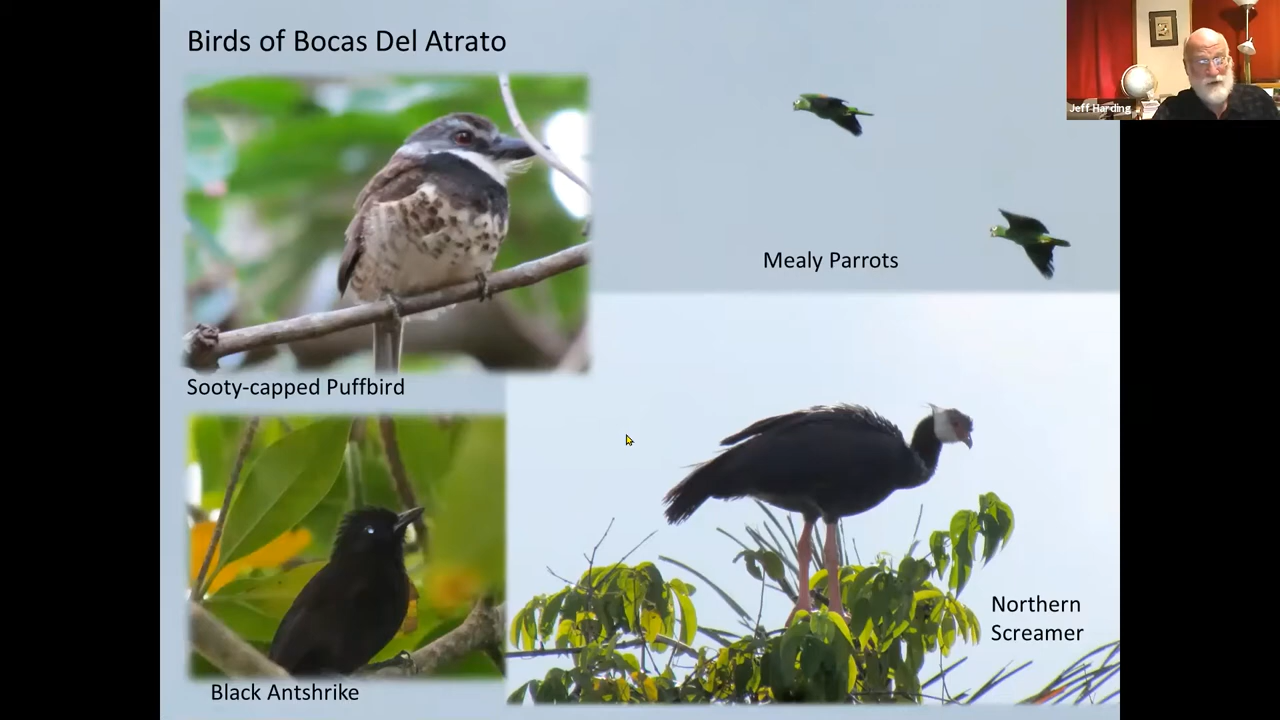 Birds of Bocas Del Atrato
Jeff Harding
Mealy Parrots
Sooty-capped Puffbird
Northern
Screamer
Black Antshrike